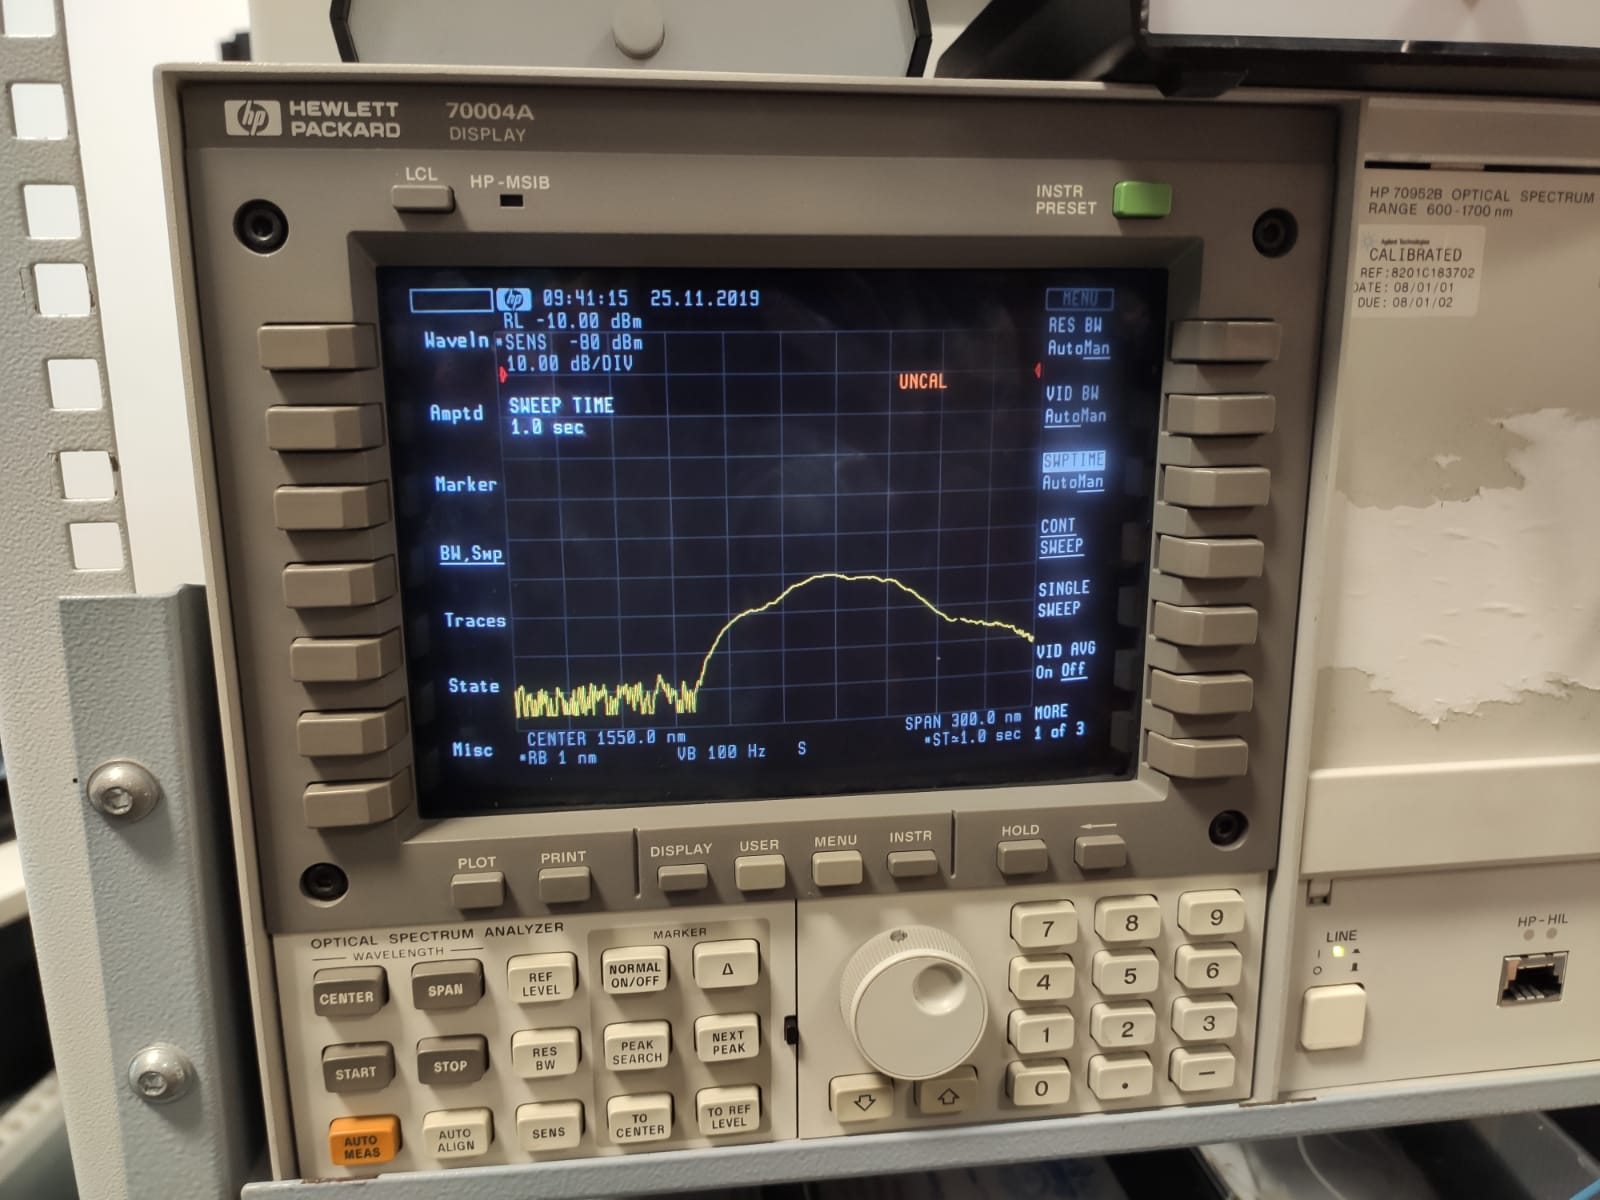 hp HEWLETT
PACKARD
70004A
DISPLAY
LCL
HP-MSIB
INSTR
PRESET
HP 70952B OPTICAL SPECTRUM
RANGE 600-1700 nm
Agilent Technologies
CALIBRATED
REF:8201C183702
DATE: 08/01/01
DUE: 08/01/02
hp 09:41:15 25.11.2019
RL -10.00 dBm
*SENS -80 dBm
10.00 dB/DIV
SWEEP TIME
1.0 sec
UNCAL
Waveln
Amptd
Marker
BW,Swp
Traces
State
Misc
MENU
RES BW
AutoMan
VID BW
AutoMan
SWPTIME
AutoMan
CONT
SWEEP
SINGLE
SWEEP
VID AVG
On Off
MORE
1 of 3
CENTER 1550.0 nm
SPAN 300.0 nm
*RB 1 nm
VB 100 Hz
S
*ST≃1.0 sec
PLOT
PRINT
DISPLAY
USER
MENU
INSTR
HOLD
OPTICAL SPECTRUM ANALYZER
WAVELENGTH
CENTER
SPAN
REF
LEVEL
START
STOP
RES
BW
AUTO
MEAS
AUTO
ALIGN
SENS
MARKER
NORMAL
ON/OFF
Δ
PEAK
SEARCH
NEXT
PEAK
TO
CENTER
TO REF
LEVEL
7 8 9
4 5 6
1 2 3
0 . −
LINE
HP-HIL